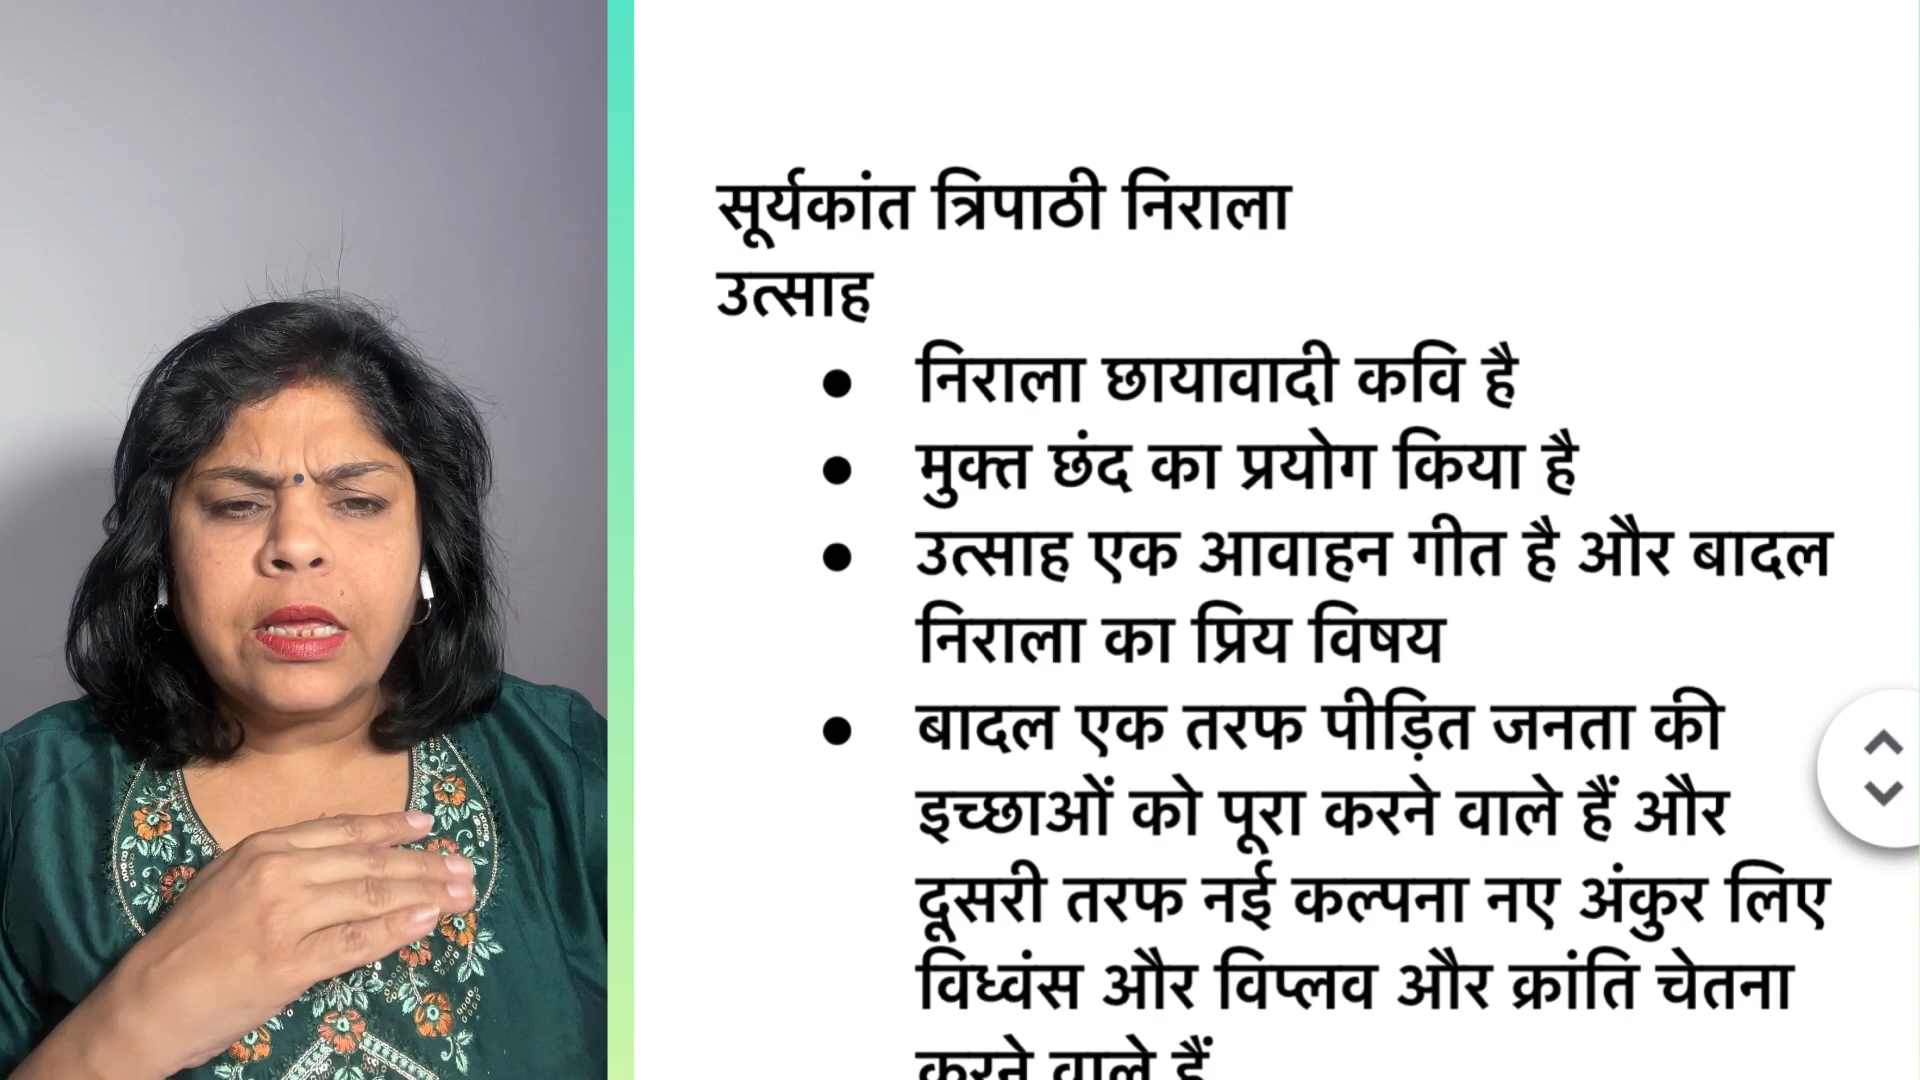 सूर्यकांत त्रिपाठी निराला
उत्साह
● निराला छायावादी कवि है
● मुक्त छंद का प्रयोग किया है
● उत्साह एक आवाहन गीत है और बादल
निराला का प्रिय विषय
● बादल एक तरफ पीड़ित जनता की
इच्छाओं को पूरा करने वाले हैं और
दूसरी तरफ नई कल्पना नए अंकुर लिए
विध्वंस और विप्लव और क्रांति चेतना
करने वाले हैं